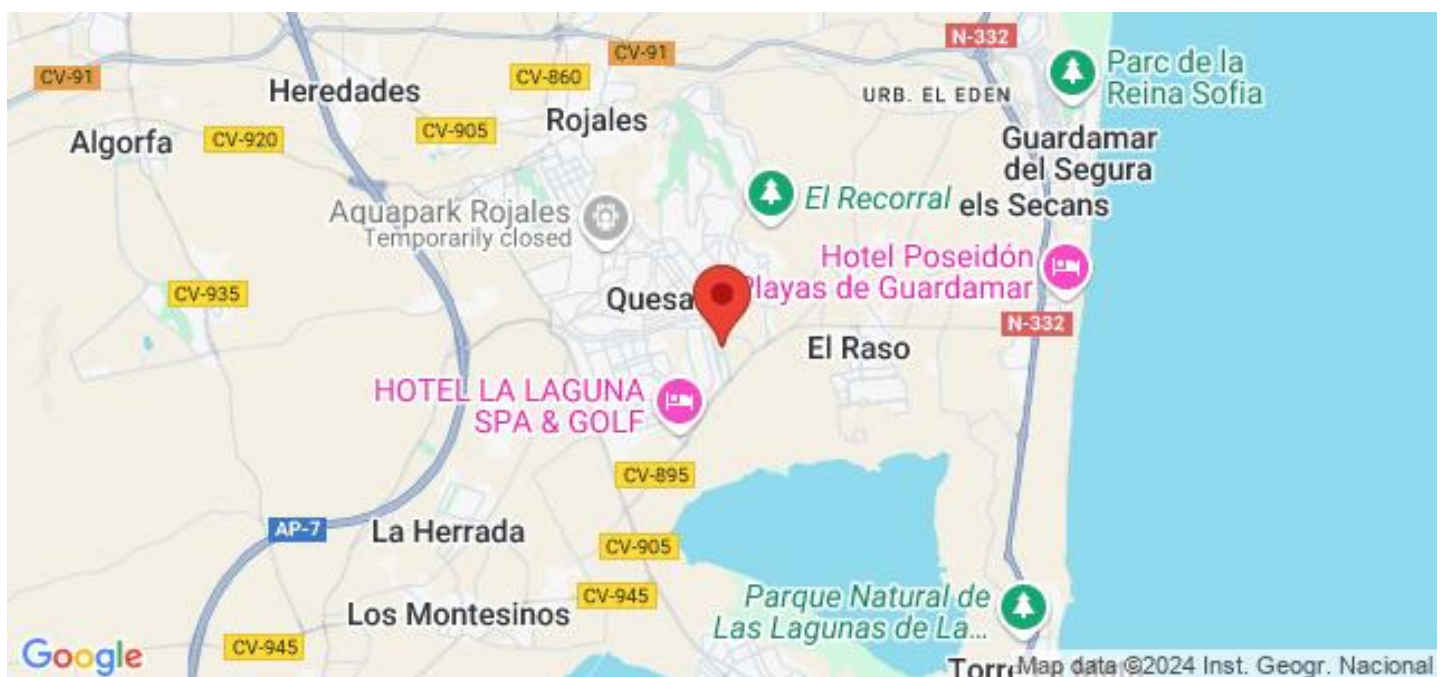 N-332
CV-91
Parc de la
Reina Sofia
CV-91
CV-860
Heredades
URB. EL EDEN
Rojales
CV-905
Algorfa
CV-920
Guardamar
del Segura
El Recorral
els Secans
Aquapark Rojales
Temporarily closed
Hotel Poseidón
Playas de Guardamar
CV-935
Quesa
N-332
El Raso
HOTEL LA LAGUNA
SPA & GOLF
CV-895
AP-7
La Herrada
CV-905
CV-945
Parque Natural de
Las Lagunas de La...
Los Montesinos
CV-945
Google
Map data ©2024 Inst. Geogr. Nacional